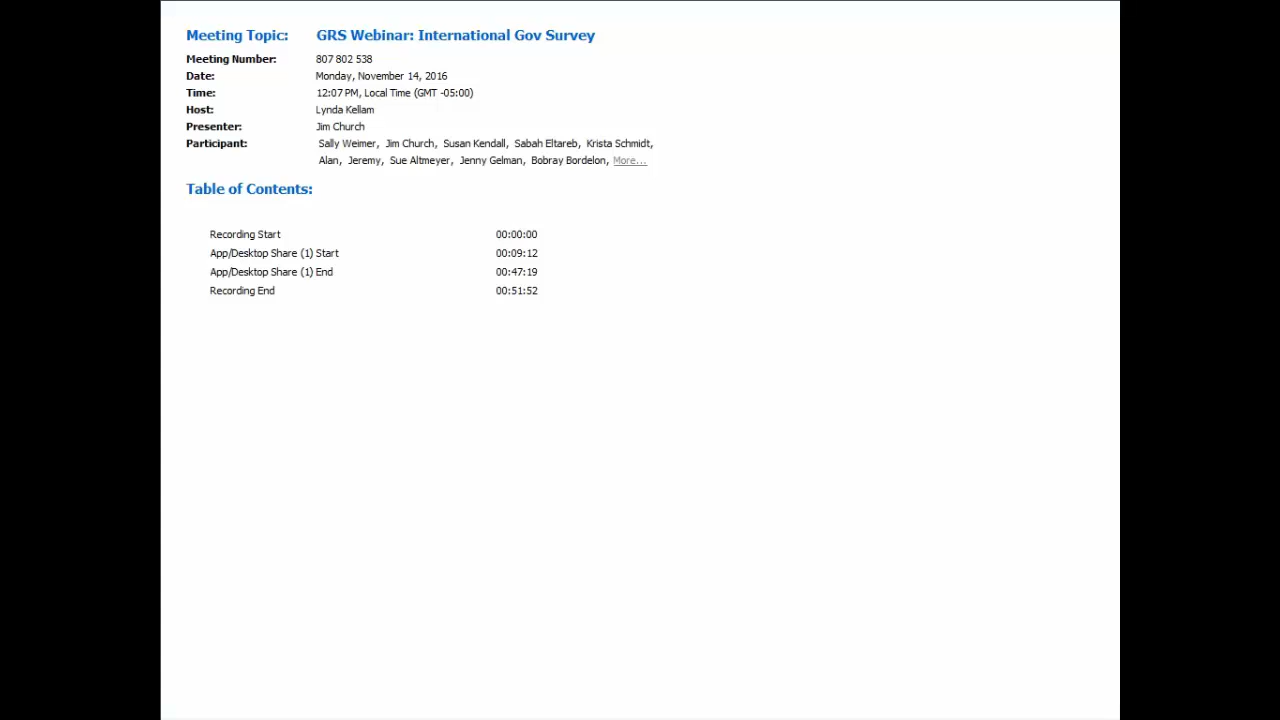 Meeting Topic: GRS Webinar: International Gov Survey
Meeting Number: 807 802 538
Date: Monday, November 14, 2016
Time: 12:07 PM, Local Time (GMT -05:00)
Host: Lynda Kellam
Presenter: Jim Church
Participant: Sally Weimer, Jim Church, Susan Kendall, Sabah Eltareb, Krista Schmidt,
Alan, Jeremy, Sue Altmeyer, Jenny Gelman, Bobray Bordelon, More...
Table of Contents:
Recording Start 00:00:00
App/Desktop Share (1) Start 00:09:12
App/Desktop Share (1) End 00:47:19
Recording End 00:51:52